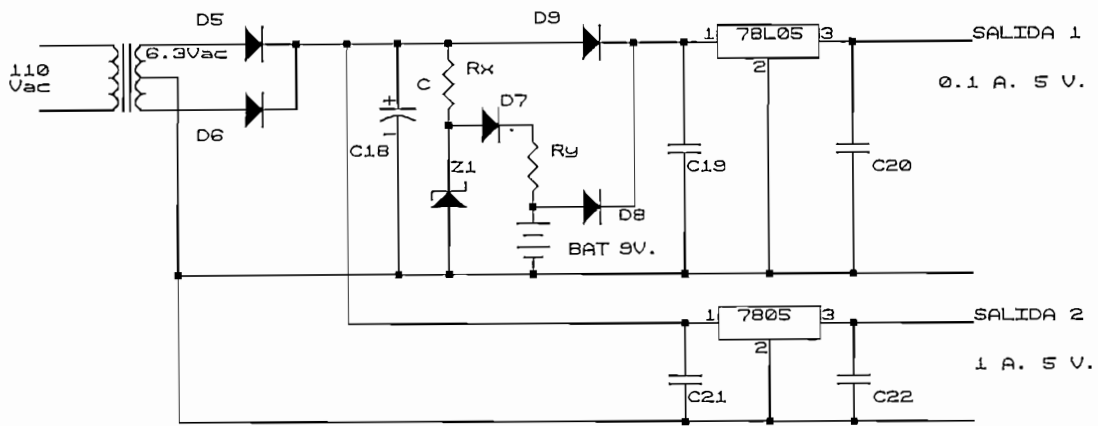 D5
D9
1 78L05 3
SALIDA 1
6.3Vac
2
110
Vac
Rx
C
0.1 A. 5 V.
D7
D6
+
C18
-
Ry
C19
C20
Z1
D8
BAT 9V.
1 7805 3
SALIDA 2
2
1 A. 5 V.
C21
C22